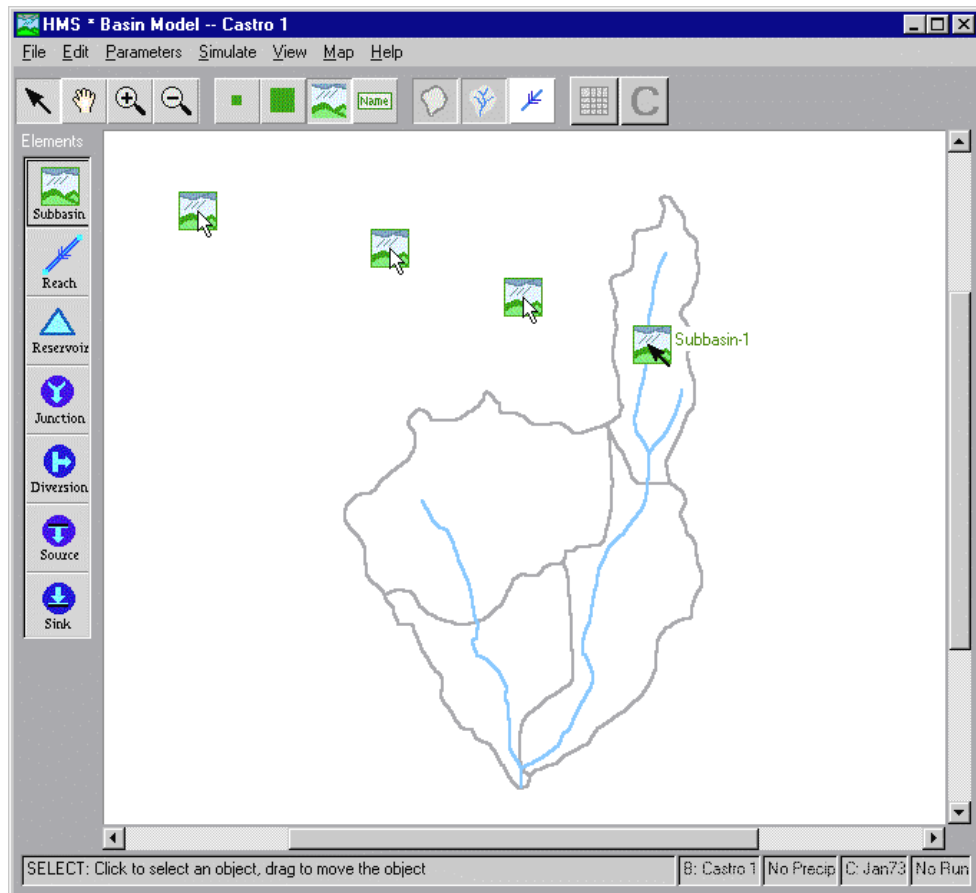 HMS * Basin Model -- Castro 1
File Edit Parameters Simulate View Map Help
Name
C
Elements
Subbasin
Reach
Reservoir
Junction
Diversion
Source
Sink
Subbasin-1
SELECT: Click to select an object, drag to move the object
B: Castro 1
No Precip
C: Jan73
No Run